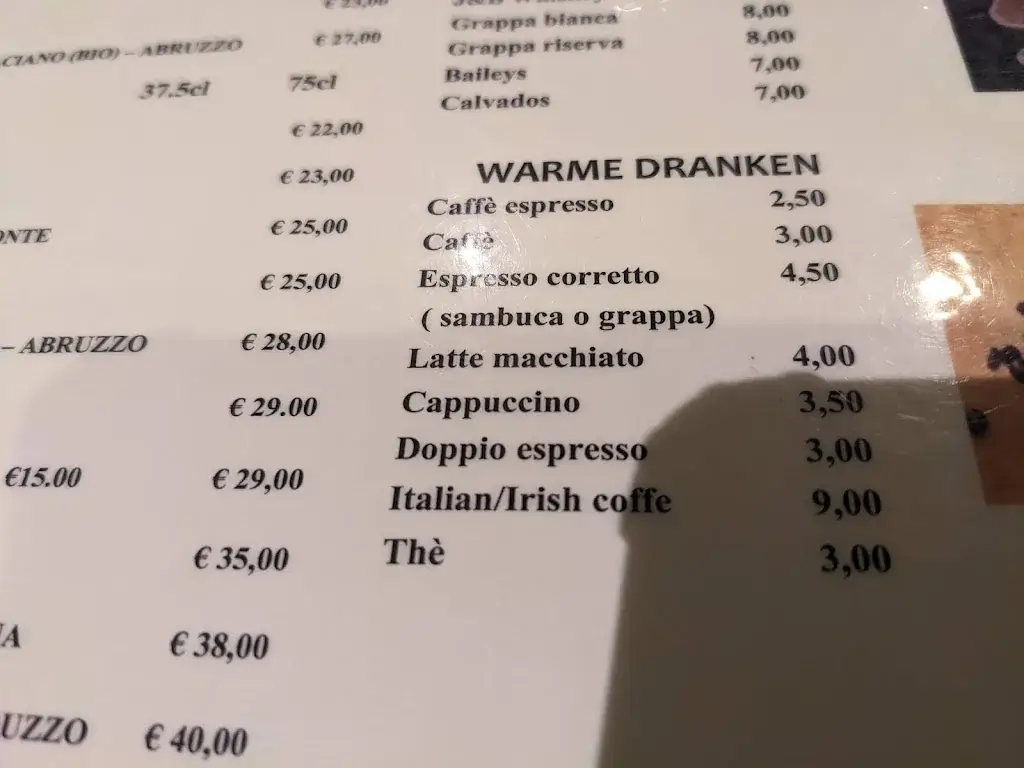 € 23,00
CIANO (BIO) – ABRUZZO € 27,00
37.5cl 75cl
€ 22,00
€ 23,00
ONTE € 25,00
€ 25,00
– ABRUZZO € 28,00
€ 29.00
€15.00 € 29,00
€ 35,00
€ 38,00
UZZO € 40,00
Grappa bianca 8,00
Grappa riserva 8,00
Baileys 7,00
Calvados 7,00
WARME DRANKEN
Caffè espresso 2,50
Caffè 3,00
Espresso corretto 4,50
( sambuca o grappa)
Latte macchiato 4,00
Cappuccino 3,50
Doppio espresso 3,00
Italian/Irish coffe 9,00
Thè 3,00